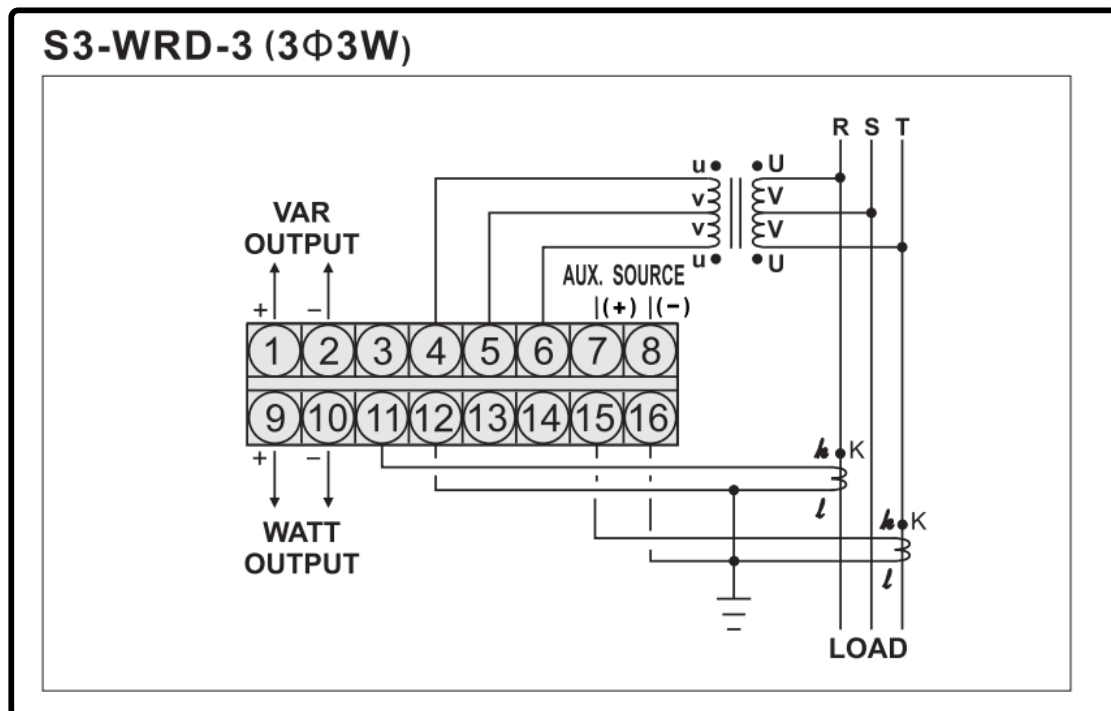 S3-WRD-3 (3Φ3W)
R S T
u U
v V
v V
u U
VAR
OUTPUT
AUX. SOURCE
+ − (+) (−)
1 2 3 4 5 6 7 8
9 10 11 12 13 14 15 16
+ −
k K
l
k K
l
WATT
OUTPUT
LOAD